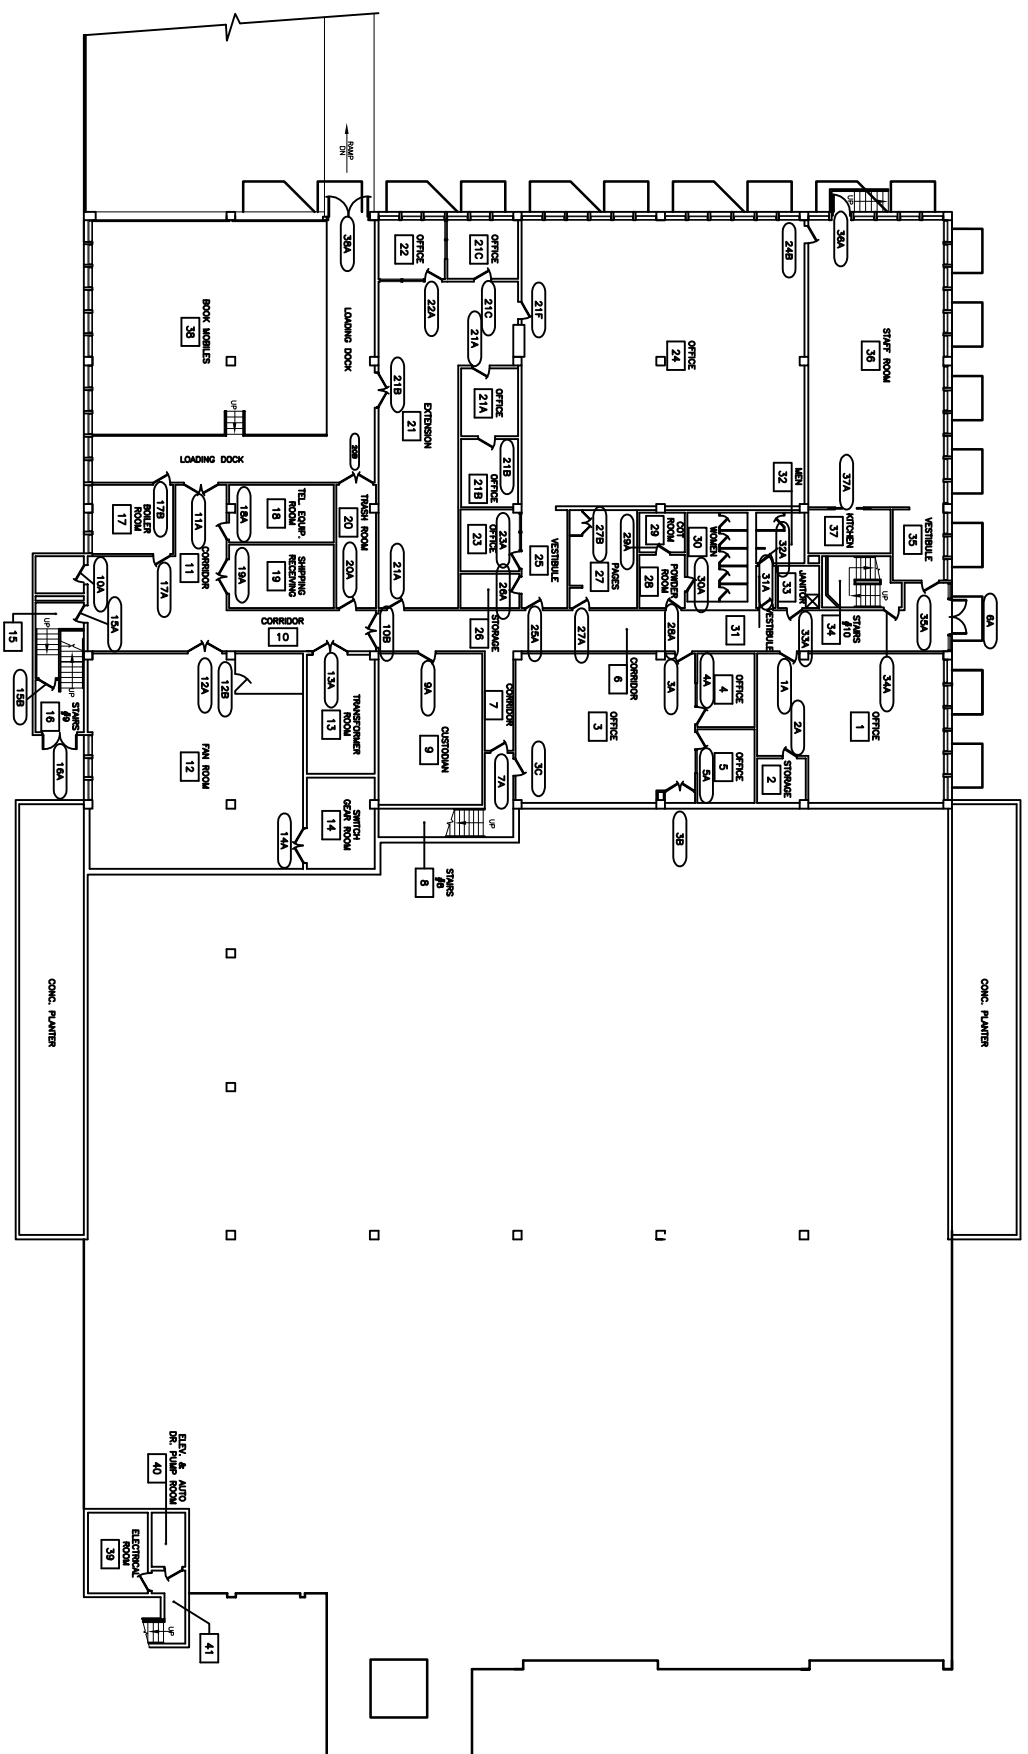 6A
CONC. PLANTER
VESTIBULE
35
35A
STAFF ROOM
36
34A
OFFICE
1
KITCHEN
37
37A
UP
UP
STAIRS
#10
34
36A
33A
JANITOR
33
MEN
32
32A
2A
STORAGE
2
24B
1A
31A
VESTIBULE
31
OFFICE
4
OFFICE
5
WOMEN
30
30A
4A
5A
OFFICE
24
COT
ROOM
29
POWDER
ROOM
28
28A
3A
3B
29A
CORRIDOR
6
PAGES
27
27B
27A
OFFICE
3
VESTIBULE
25
25A
21F
3C
CORRIDOR
7
7A
OFFICE
21C
21C
OFFICE
21A
21A
OFFICE
21B
21B
OFFICE
23
23A
26A
STORAGE
26
UP
STAIRS
#8
8
OFFICE
22
22A
EXTENSION
21
CUSTODIAN
9
9A
21B
21A
10B
TRASH ROOM
20
20A
20B
LOADING DOCK
38A
RAMP
DN
TRANSFORMER
ROOM
13
13A
SWITCH
GEAR ROOM
14
14A
TEL. EQUIP.
ROOM
18
18A
SHIPPING
RECEIVING
19
19A
CORRIDOR
10
BOOK MOBILES
38
UP
LOADING DOCK
11A
CORRIDOR
11
12B
12A
FAN ROOM
12
17B
17A
BOILER
ROOM
17
10A
15A
UP
UP
15
15B
STAIRS
#9
16
16A
CONC. PLANTER
ELEV. & AUTO
DR. PUMP ROOM
40
ELECTRICAL
ROOM
39
UP
41